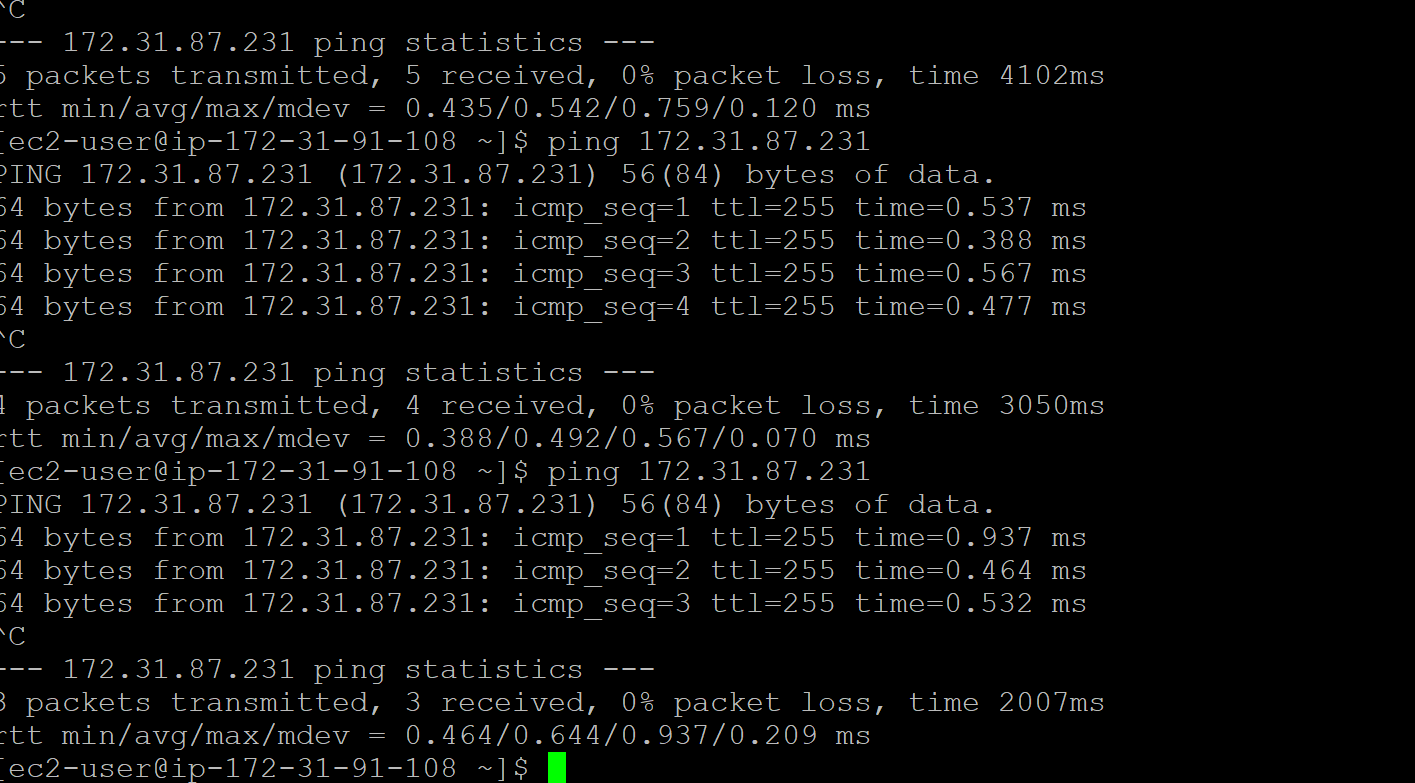 ^C
--- 172.31.87.231 ping statistics ---
5 packets transmitted, 5 received, 0% packet loss, time 4102ms
rtt min/avg/max/mdev = 0.435/0.542/0.759/0.120 ms
[ec2-user@ip-172-31-91-108 ~]$ ping 172.31.87.231
PING 172.31.87.231 (172.31.87.231) 56(84) bytes of data.
64 bytes from 172.31.87.231: icmp_seq=1 ttl=255 time=0.537 ms
64 bytes from 172.31.87.231: icmp_seq=2 ttl=255 time=0.388 ms
64 bytes from 172.31.87.231: icmp_seq=3 ttl=255 time=0.567 ms
64 bytes from 172.31.87.231: icmp_seq=4 ttl=255 time=0.477 ms
^C
--- 172.31.87.231 ping statistics ---
4 packets transmitted, 4 received, 0% packet loss, time 3050ms
rtt min/avg/max/mdev = 0.388/0.492/0.567/0.070 ms
[ec2-user@ip-172-31-91-108 ~]$ ping 172.31.87.231
PING 172.31.87.231 (172.31.87.231) 56(84) bytes of data.
64 bytes from 172.31.87.231: icmp_seq=1 ttl=255 time=0.937 ms
64 bytes from 172.31.87.231: icmp_seq=2 ttl=255 time=0.464 ms
64 bytes from 172.31.87.231: icmp_seq=3 ttl=255 time=0.532 ms
^C
--- 172.31.87.231 ping statistics ---
3 packets transmitted, 3 received, 0% packet loss, time 2007ms
rtt min/avg/max/mdev = 0.464/0.644/0.937/0.209 ms
[ec2-user@ip-172-31-91-108 ~]$